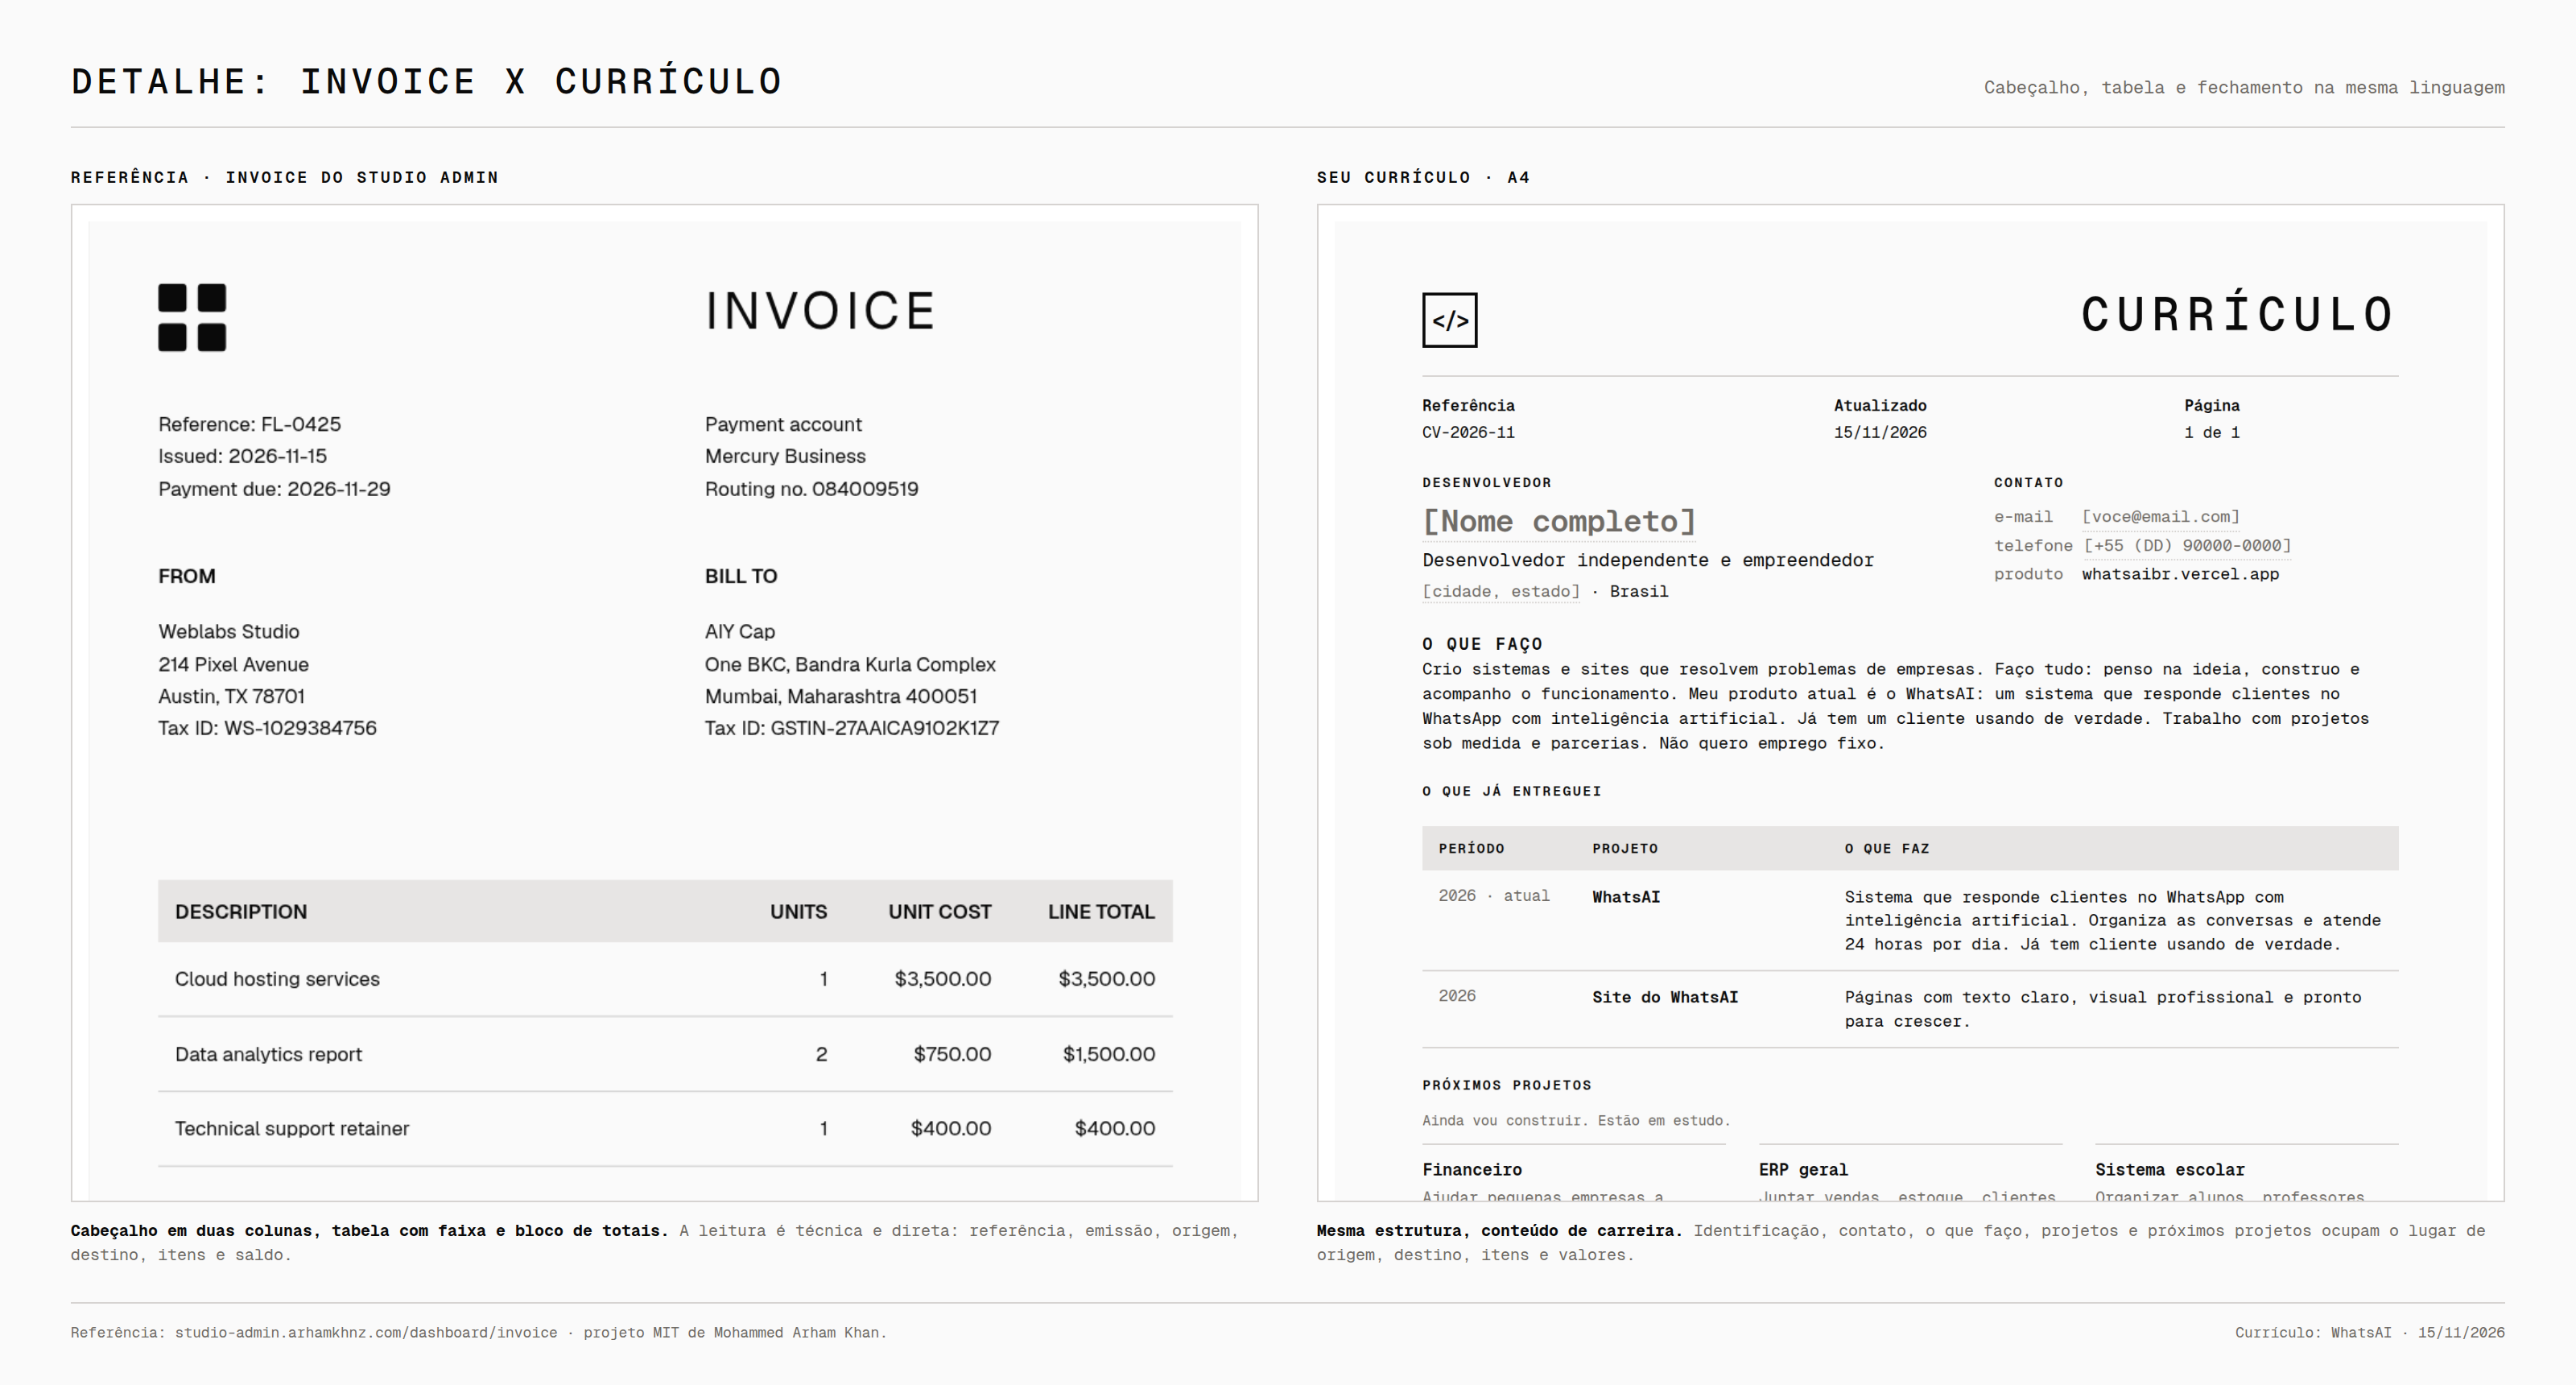 DETALHE: INVOICE X CURRÍCULO
Cabeçalho, tabela e fechamento na mesma linguagem
REFERÊNCIA · INVOICE DO STUDIO ADMIN
INVOICE
Reference: FL-0425
Issued: 2026-11-15
Payment due: 2026-11-29
Payment account
Mercury Business
Routing no. 084009519
FROM
Weblabs Studio
214 Pixel Avenue
Austin, TX 78701
Tax ID: WS-1029384756
BILL TO
AIY Cap
One BKC, Bandra Kurla Complex
Mumbai, Maharashtra 400051
Tax ID: GSTIN-27AAICA9102K1Z7
DESCRIPTION UNITS UNIT COST LINE TOTAL
Cloud hosting services 1 $3,500.00 $3,500.00
Data analytics report 2 $750.00 $1,500.00
Technical support retainer 1 $400.00 $400.00
Cabeçalho em duas colunas, tabela com faixa e bloco de totais. A leitura é técnica e direta: referência, emissão, origem,
destino, itens e saldo.
SEU CURRÍCULO · A4
</>
CURRÍCULO
Referência Atualizado Página
CV-2026-11 15/11/2026 1 de 1
DESENVOLVEDOR
[Nome completo]
Desenvolvedor independente e empreendedor
[cidade, estado] · Brasil
CONTATO
e-mail [voce@email.com]
telefone [+55 (DD) 90000-0000]
produto whatsaibr.vercel.app
O QUE FAÇO
Crio sistemas e sites que resolvem problemas de empresas. Faço tudo: penso na ideia, construo e
acompanho o funcionamento. Meu produto atual é o WhatsAI: um sistema que responde clientes no
WhatsApp com inteligência artificial. Já tem um cliente usando de verdade. Trabalho com projetos
sob medida e parcerias. Não quero emprego fixo.
O QUE JÁ ENTREGUEI
PERÍODO PROJETO O QUE FAZ
2026 · atual WhatsAI Sistema que responde clientes no WhatsApp com
inteligência artificial. Organiza as conversas e atende
24 horas por dia. Já tem cliente usando de verdade.
2026 Site do WhatsAI Páginas com texto claro, visual profissional e pronto
para crescer.
PRÓXIMOS PROJETOS
Ainda vou construir. Estão em estudo.
Financeiro ERP geral Sistema escolar
Ajudar pequenas empresas a Juntar vendas, estoque, clientes Organizar alunos, professores,
Mesma estrutura, conteúdo de carreira. Identificação, contato, o que faço, projetos e próximos projetos ocupam o lugar de
origem, destino, itens e valores.
Referência: studio-admin.arhamkhnz.com/dashboard/invoice · projeto MIT de Mohammed Arham Khan.
Currículo: WhatsAI · 15/11/2026